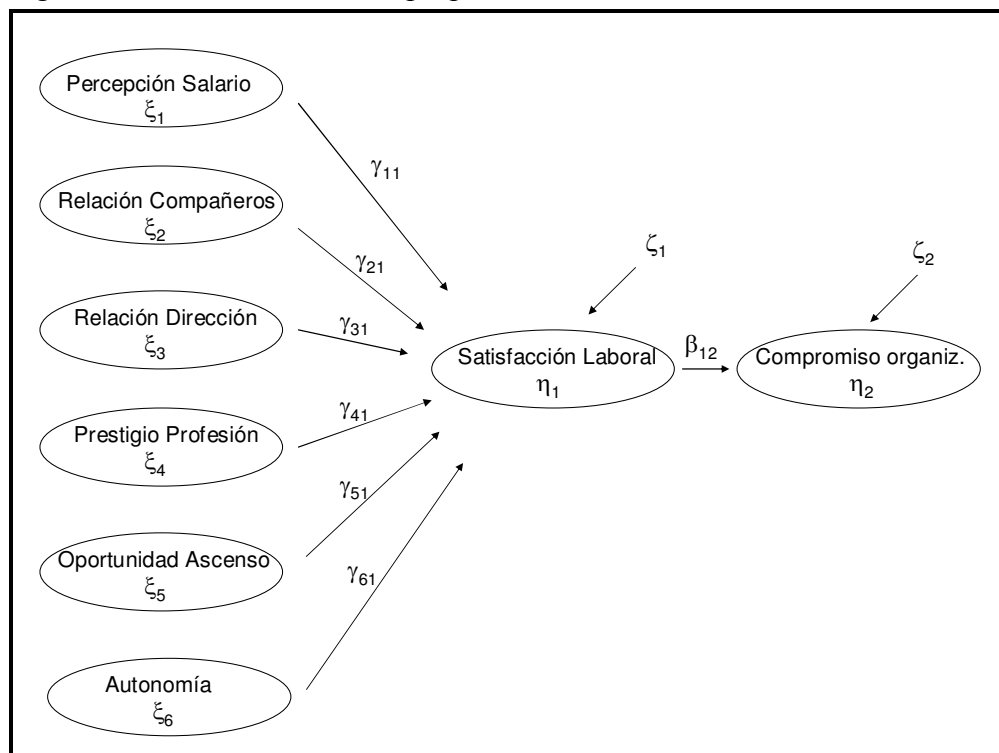 Percepción Salario
ξ1
γ11
Relación Compañeros
ξ2
γ21
ζ1
ζ2
Relación Dirección
ξ3
γ31
Satisfacción Laboral
η1
β12
Compromiso organiz.
η2
Prestigio Profesión
ξ4
γ41
γ51
Oportunidad Ascenso
ξ5
γ61
Autonomía
ξ6